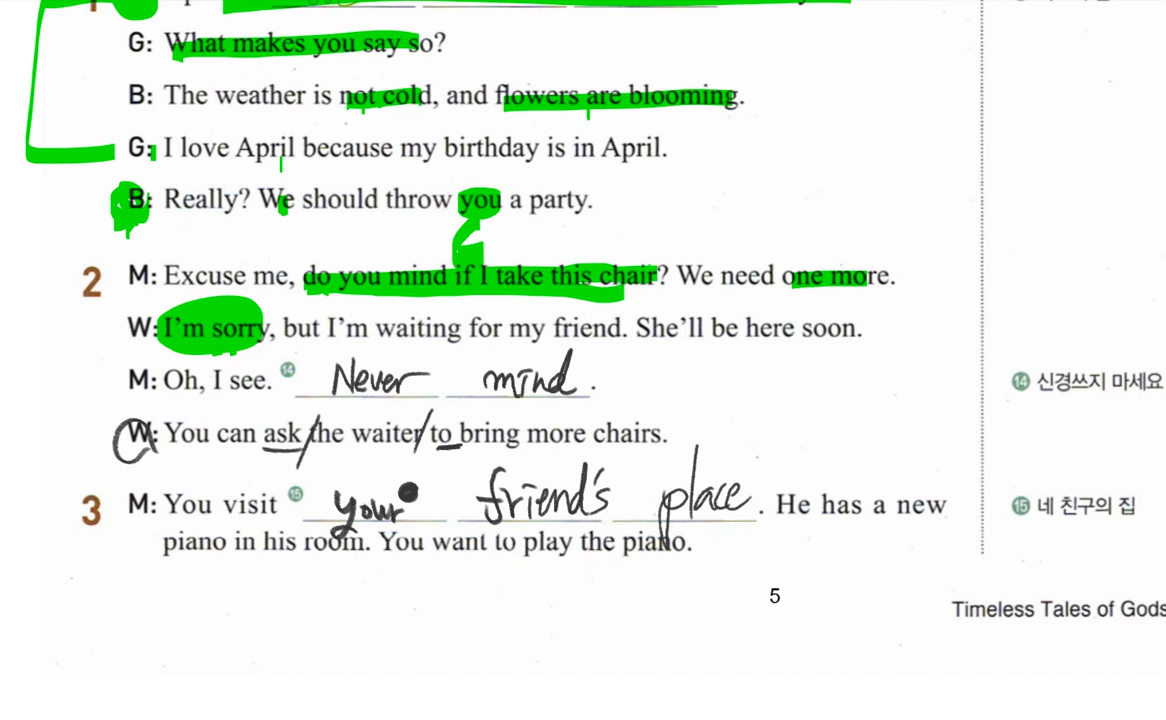 G: What makes you say so?
B: The weather is not cold, and flowers are blooming.
G: I love April because my birthday is in April.
B: Really? We should throw you a party.
2 M: Excuse me, do you mind if I take this chair? We need one more.
W: I'm sorry, but I'm waiting for my friend. She'll be here soon.
M: Oh, I see. ⑭ Never mind. ⑭ 신경쓰지 마세요
W: You can ask/the waiter/to bring more chairs.
3 M: You visit ⑮ your friend's place. He has a new ⑮ 네 친구의 집
piano in his room. You want to play the piano.
5
Timeless Tales of Gods